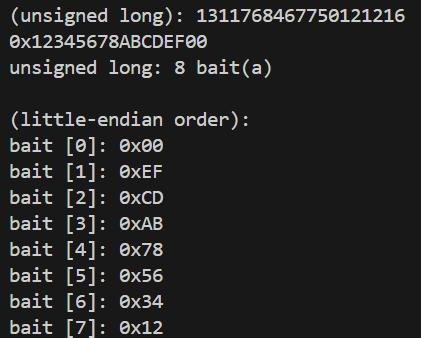 (unsigned long): 1311768467750121216
0x12345678ABCDEF00
unsigned long: 8 bait(a)
(little-endian order):
bait [0]: 0x00
bait [1]: 0xEF
bait [2]: 0xCD
bait [3]: 0xAB
bait [4]: 0x78
bait [5]: 0x56
bait [6]: 0x34
bait [7]: 0x12